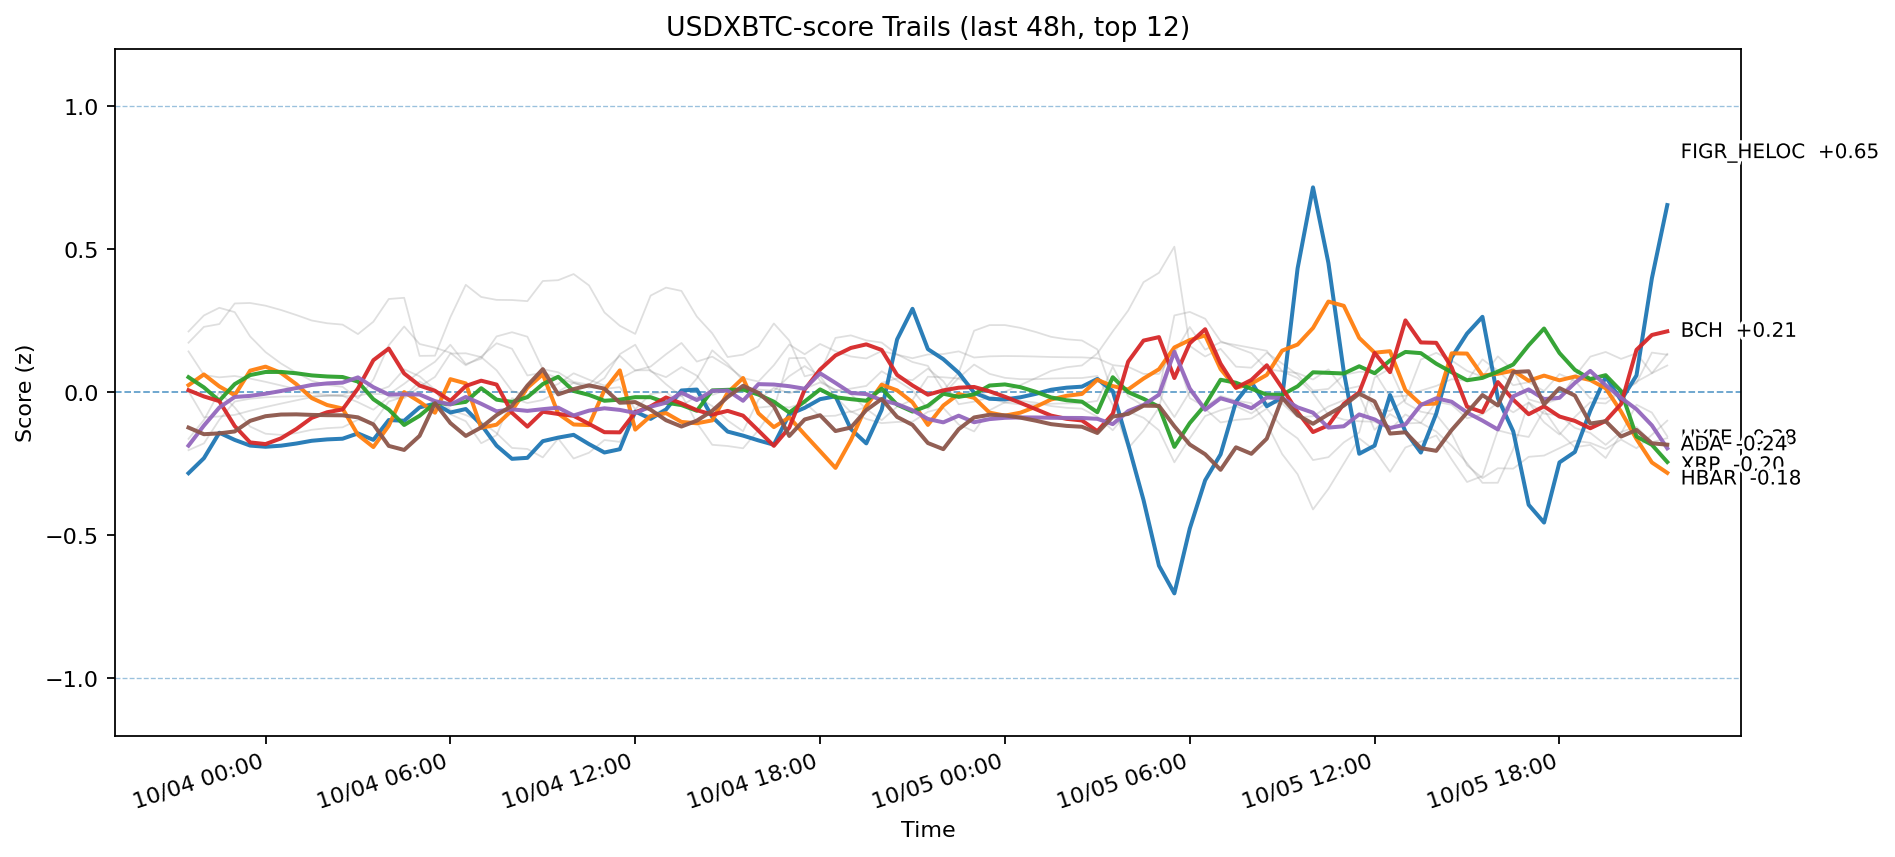 USDXBTC-score Trails (last 48h, top 12)
Score (z)
1.0
0.5
0.0
−0.5
−1.0
FIGR_HELOC +0.65
BCH +0.21
ADA -0.24
XRP -0.20
HBAR -0.18
10/04 00:00
10/04 06:00
10/04 12:00
10/04 18:00
10/05 00:00
10/05 06:00
10/05 12:00
10/05 18:00
Time